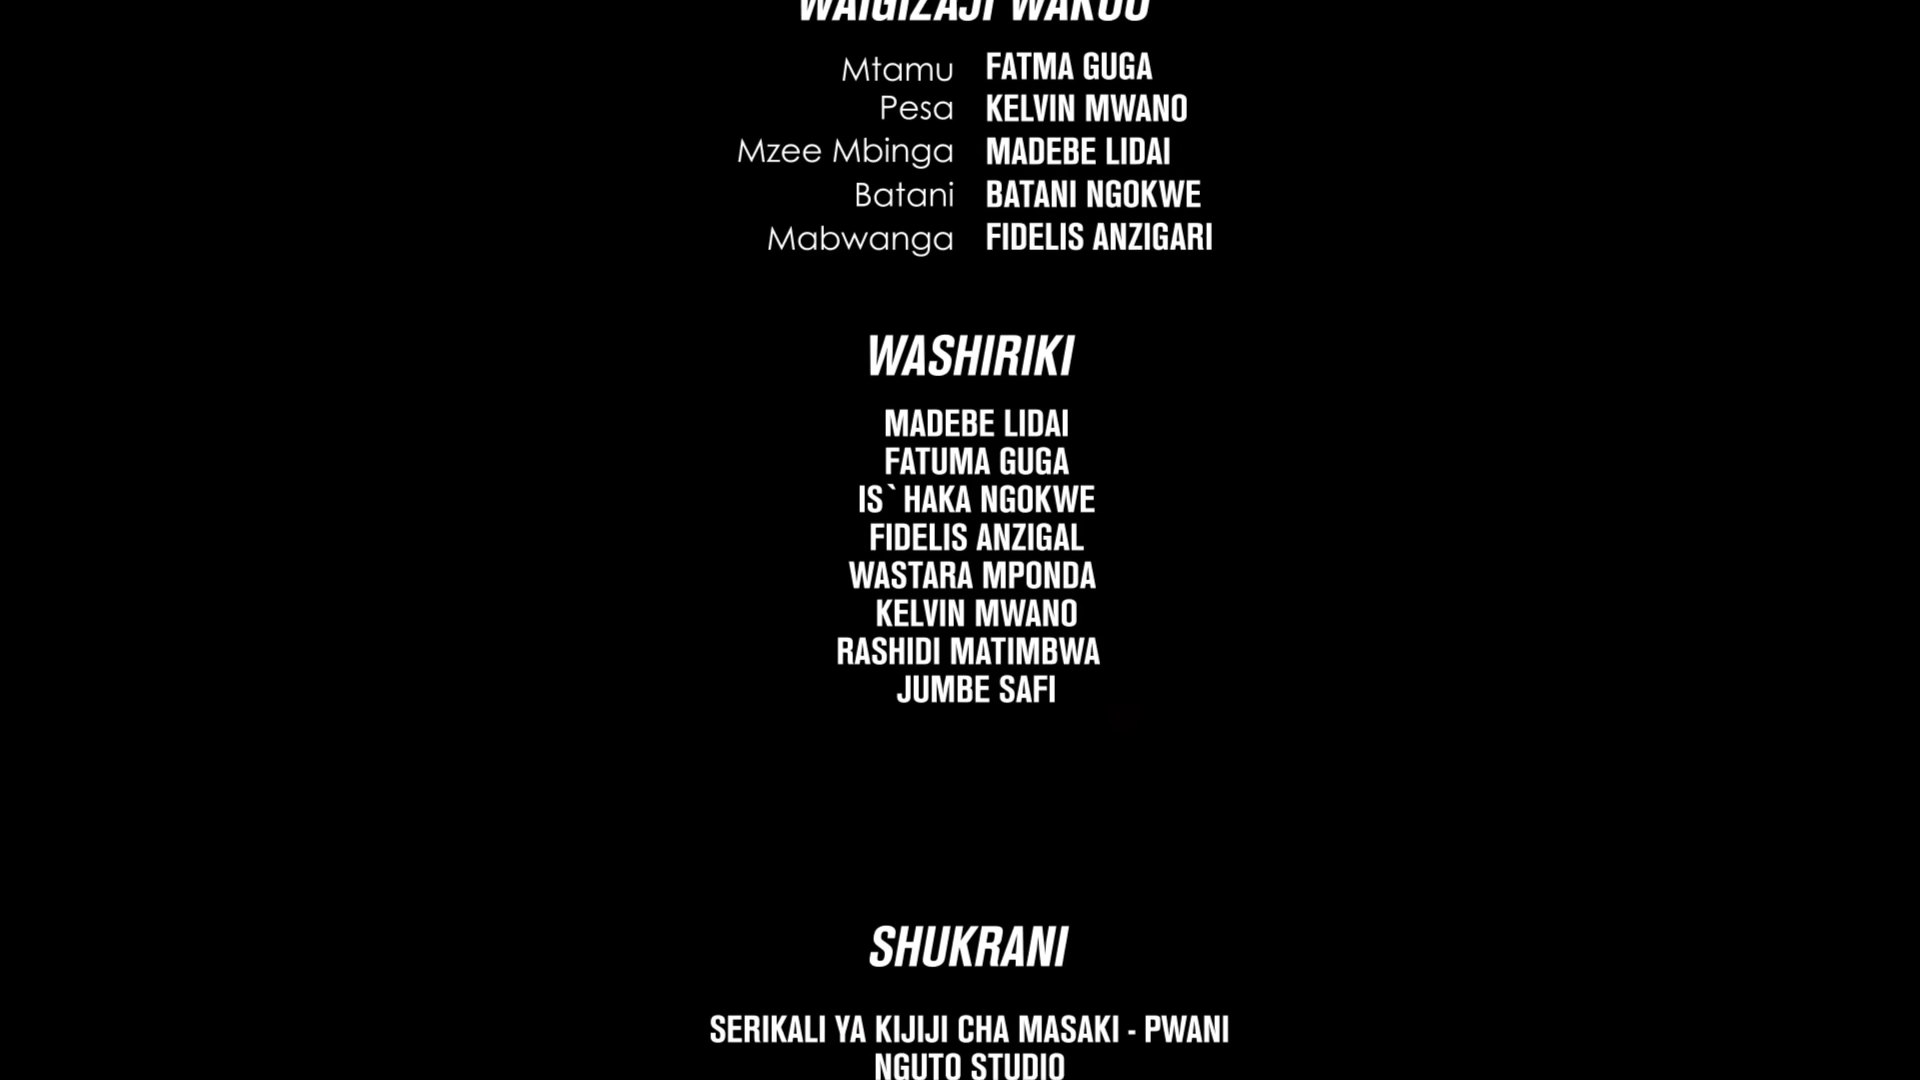 WAIGIZAJI WAKUU
Mtamu FATMA GUGA
Pesa KELVIN MWANO
Mzee Mbinga MADEBE LIDAI
Batani BATANI NGOKWE
Mabwanga FIDELIS ANZIGARI
WASHIRIKI
MADEBE LIDAI
FATUMA GUGA
IS`HAKA NGOKWE
FIDELIS ANZIGAL
WASTARA MPONDA
KELVIN MWANO
RASHIDI MATIMBWA
JUMBE SAFI
SHUKRANI
SERIKALI YA KIJIJI CHA MASAKI - PWANI
NGUTO STUDIO